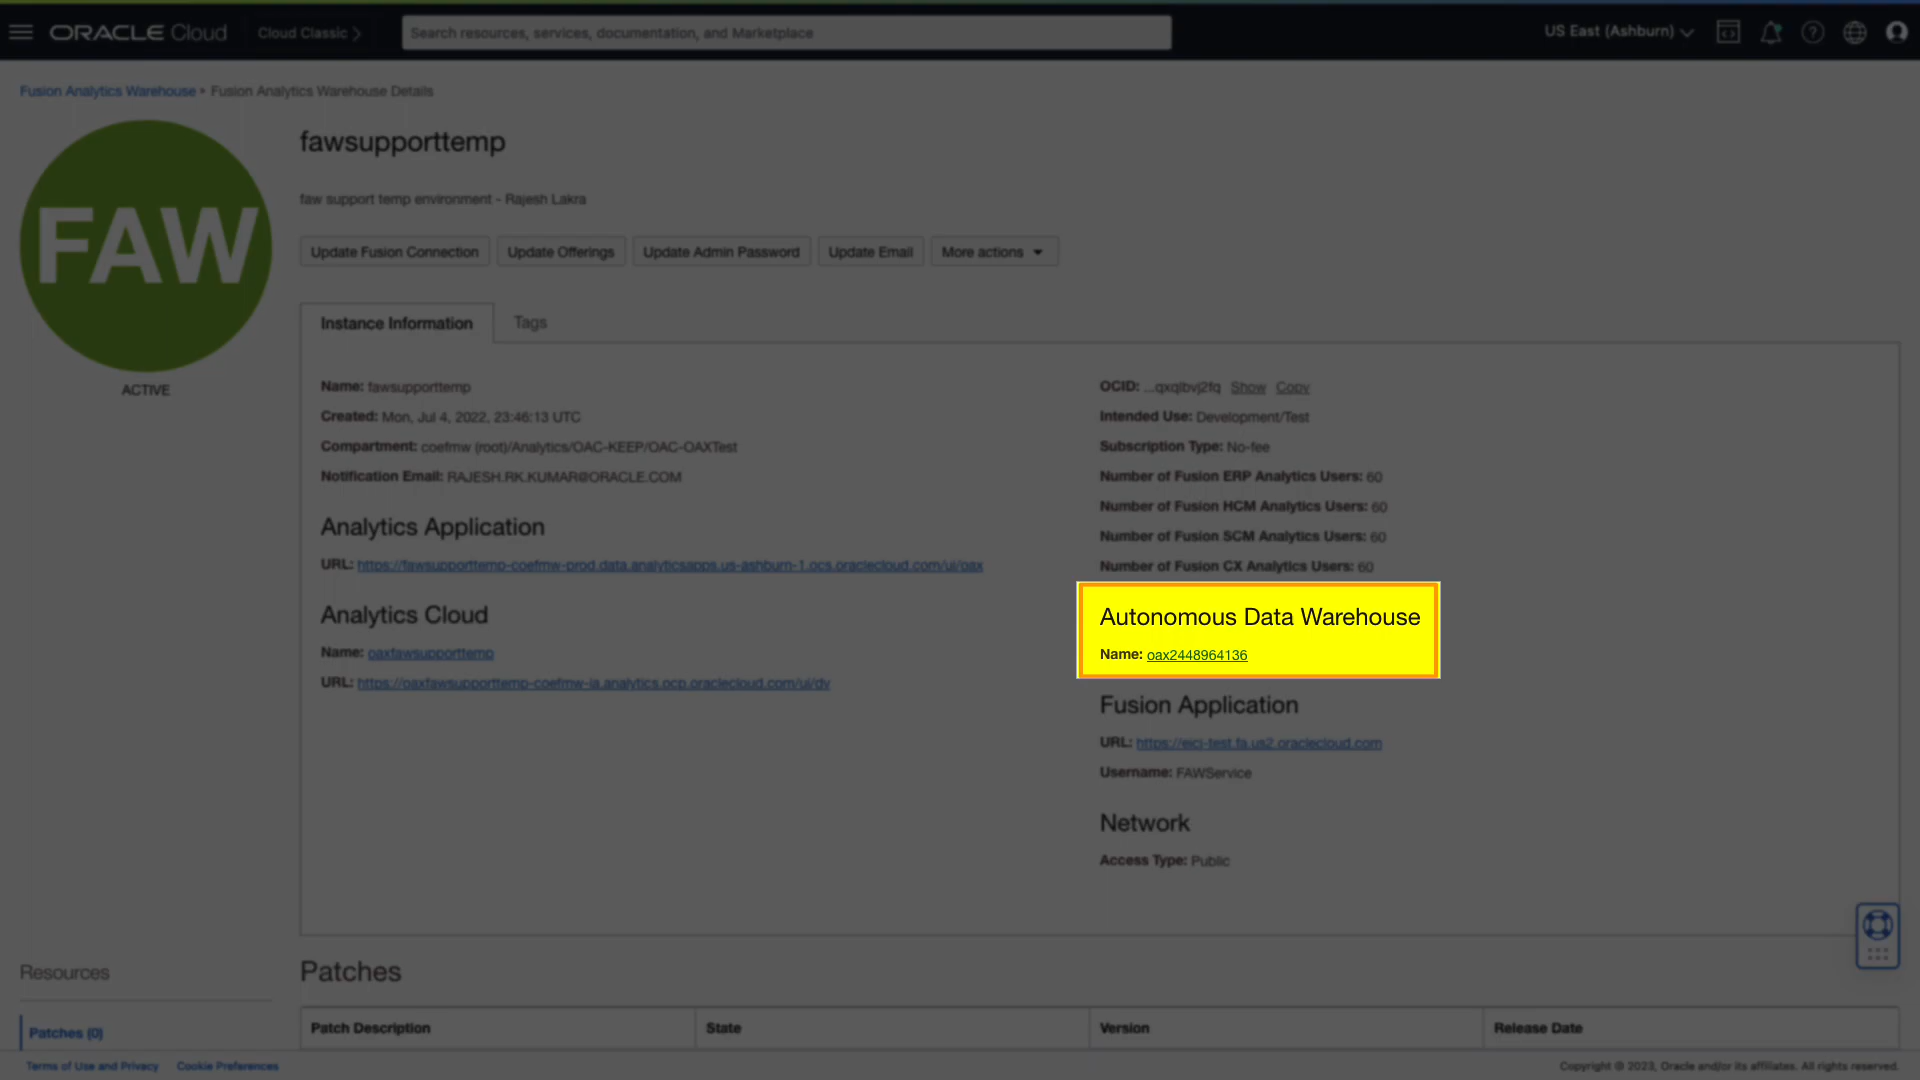 ORACLE Cloud
Cloud Classic
Search resources, services, documentation, and Marketplace
US East (Ashburn)
Fusion Analytics Warehouse
Fusion Analytics Warehouse Details
FAW
ACTIVE
fawsupporttemp
faw support temp environment - Rajesh Lakra
Update Fusion Connection
Update Offerings
Update Admin Password
Update Email
More actions
Instance Information
Tags
Name: fawsupporttemp
Created: Mon, Jul 4, 2022, 23:46:13 UTC
Compartment: coefmw (root)/Analytics/OAC-KEEP/OAC-OAXTest
Notification Email: RAJESH.RK.KUMAR@ORACLE.COM
Analytics Application
URL: https://fawsupporttemp-coefmw-prod.data.analyticsapps.us-ashburn-1.ocs.oraclecloud.com/ui/oax
Analytics Cloud
Name: oaxfawsupporttemp
URL: https://oaxfawsupporttemp-coefmw-ia.analytics.ocp.oraclecloud.com/ui/dv
OCID: ...qxqlbvj2fq Show Copy
Intended Use: Development/Test
Subscription Type: No-fee
Number of Fusion ERP Analytics Users: 60
Number of Fusion HCM Analytics Users: 60
Number of Fusion SCM Analytics Users: 60
Number of Fusion CX Analytics Users: 60
Autonomous Data Warehouse
Name: oax2448964136
Fusion Application
URL: https://eicj-test.fa.us2.oraclecloud.com
Username: FAWService
Network
Access Type: Public
Resources
Patches (0)
Patches
Patch Description
State
Version
Release Date
Terms of Use and Privacy
Cookie Preferences
Copyright © 2023, Oracle and/or its affiliates. All rights reserved.